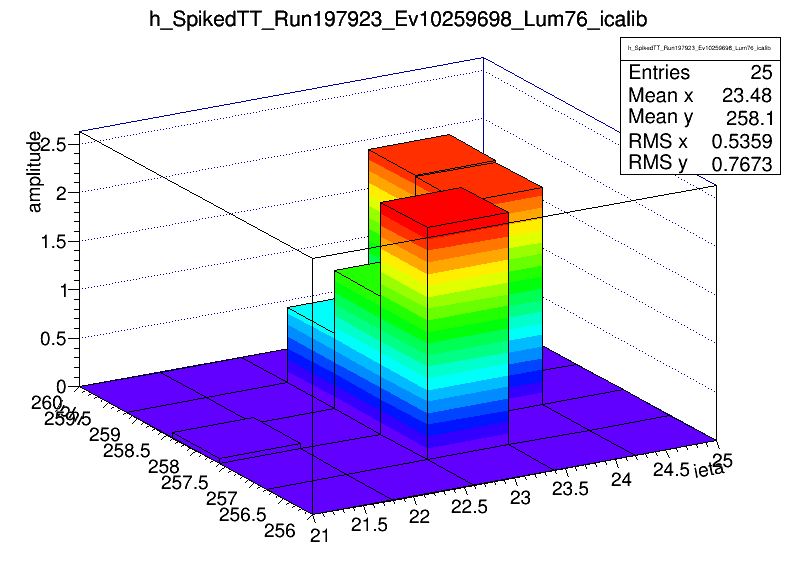 h_SpikedTT_Run197923_Ev10259698_Lum76_icalib
h_SpikedTT_Run197923_Ev10259698_Lum76_icalib
Entries 25
Mean x 23.48
Mean y 258.1
RMS x 0.5359
RMS y 0.7673
amplitude
2.5
2
1.5
1
0.5
0
260
259.5
259
258.5
258
257.5
257
256.5
256
21
21.5
22
22.5
23
23.5
24
24.5
25
ieta